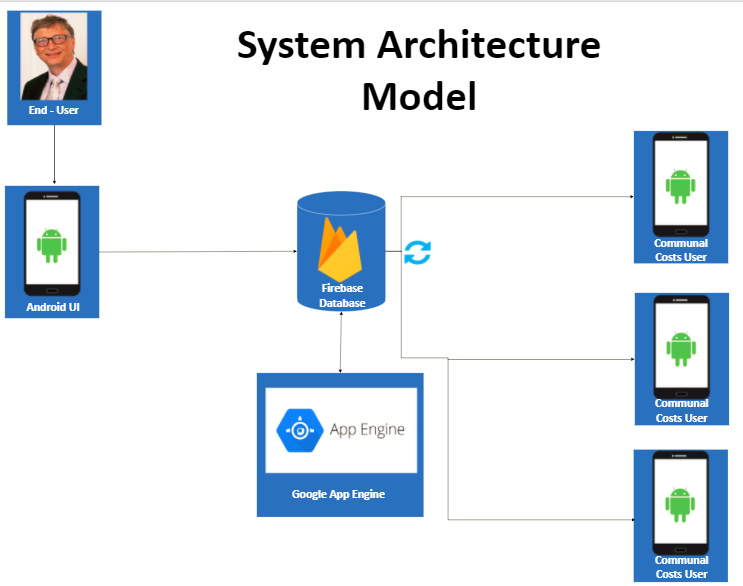 System Architecture
Model
End - User
Android UI
Firebase
Database
App Engine
Google App Engine
Communal
Costs User
Communal
Costs User
Communal
Costs User